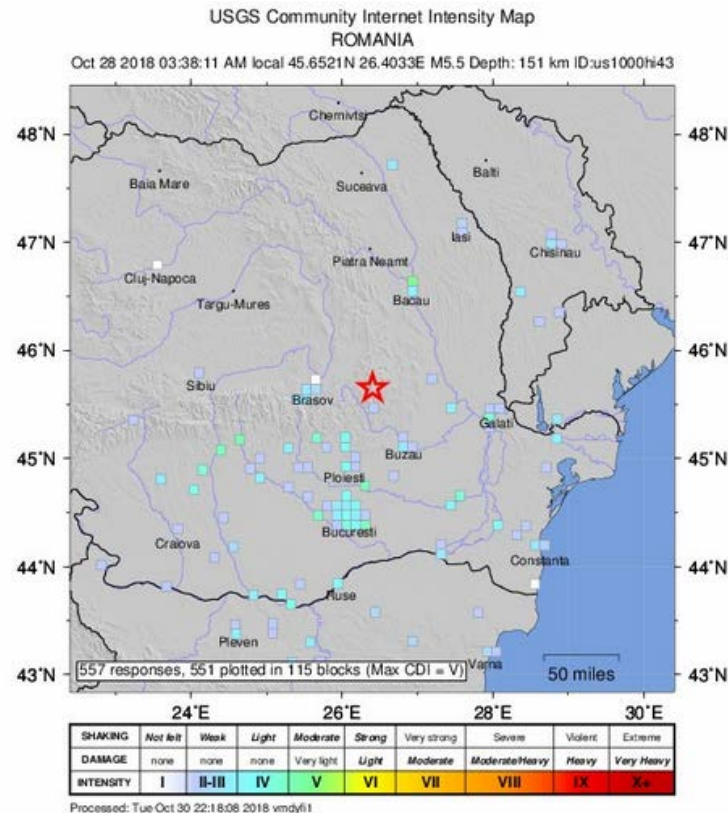 USGS Community Internet Intensity Map
ROMANIA
Oct 28 2018 03:38:11 AM local 45.6521N 26.4033E M5.5 Depth: 151 km ID:us1000hi43
48°N
47°N
46°N
45°N
44°N
43°N
48°N
47°N
46°N
45°N
44°N
43°N
Chernivts
Baia Mare
Suceava
Balti
Iasi
Chisinau
Piatra Neamt
Cluj-Napoca
Bacau
Targu-Mures
Sibiu
Brasov
Galati
Buzau
Ploiesti
Bucuresti
Craiova
Constanta
Ruse
Pleven
Varna
557 responses, 551 plotted in 115 blocks (Max CDI = V)
50 miles
24°E 26°E 28°E 30°E
SHAKING Not felt Weak Light Moderate Strong Very strong Severe Violent Extreme
DAMAGE none none none Very light Light Moderate Moderate/Heavy Heavy Very Heavy
INTENSITY I II-III IV V VI VII VIII IX X+
Processed: Tue Oct 30 22:18:08 2018 vmdyfi1